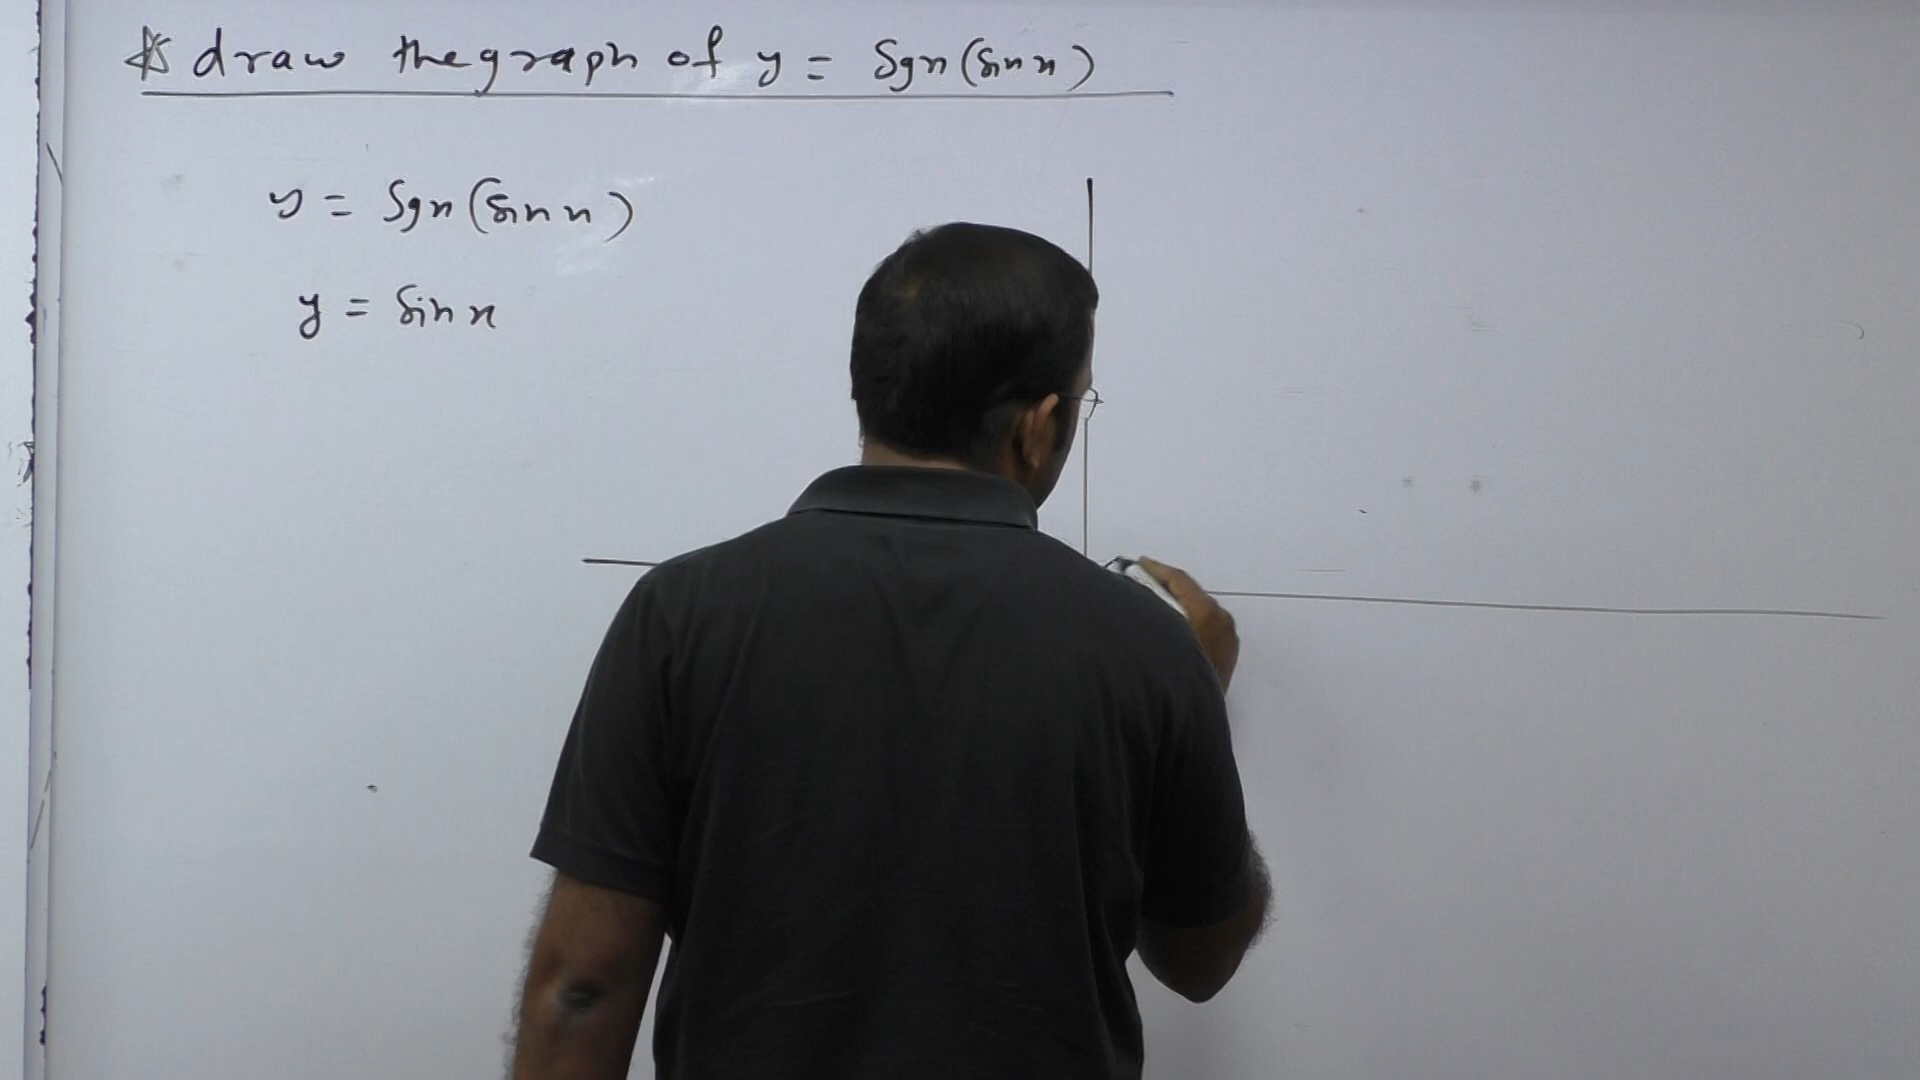 draw the graph of y = Sgn(sin x)
y = Sgn(sin x)
y = sin x